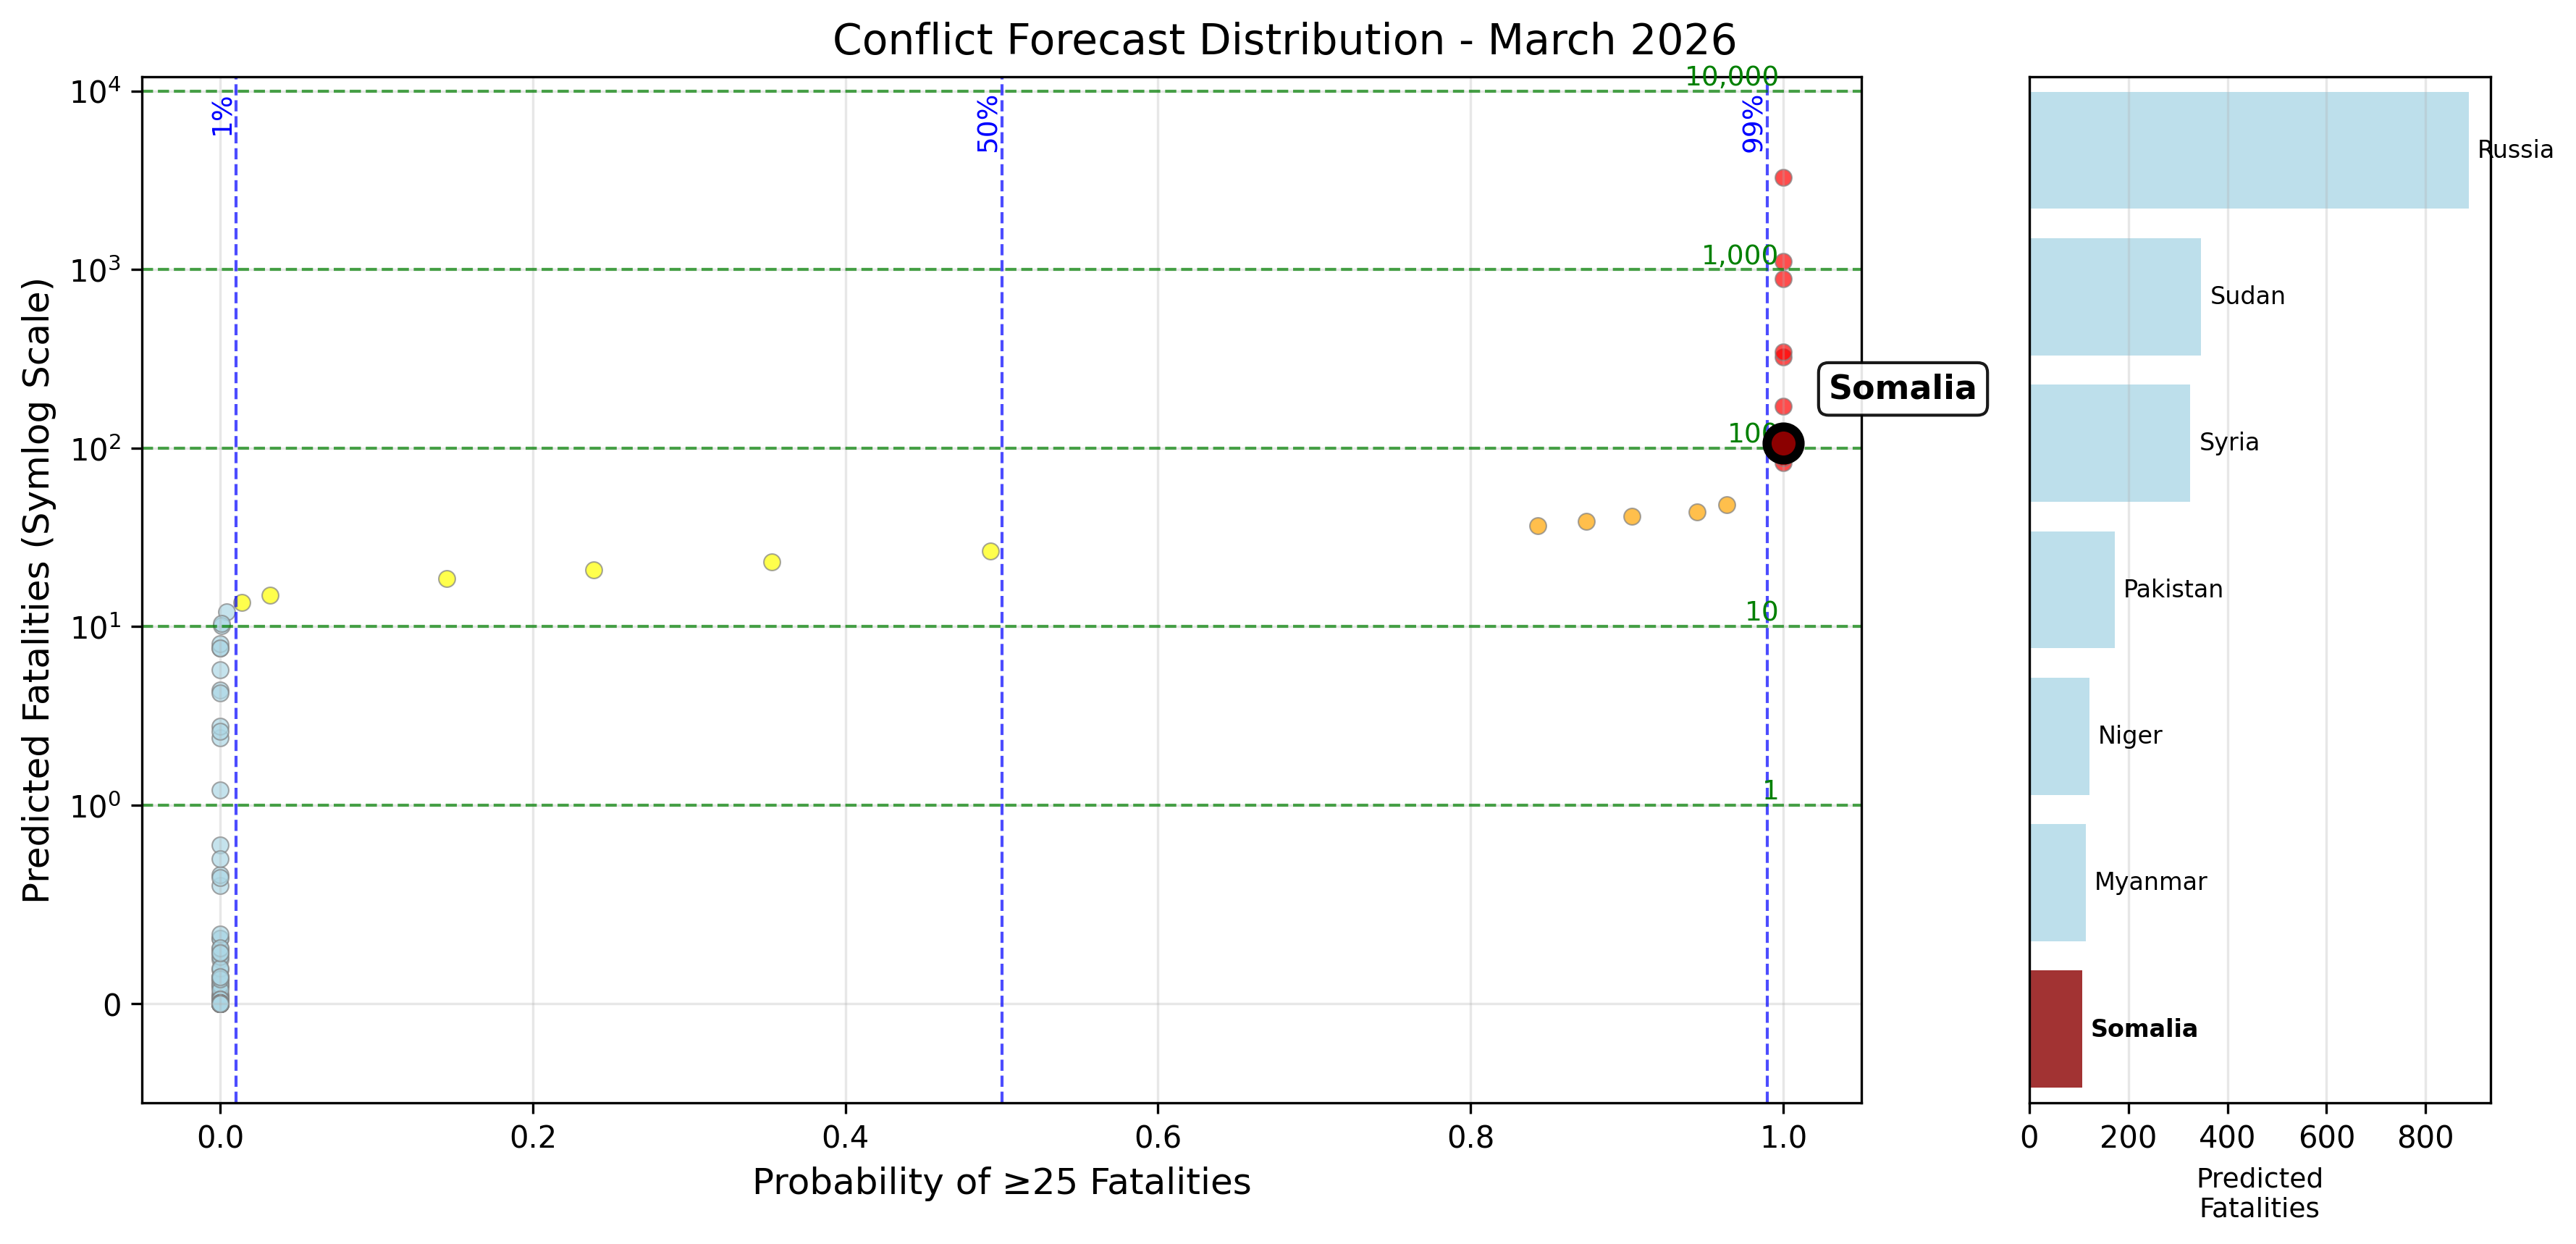 Conflict Forecast Distribution - March 2026
Predicted Fatalities (Symlog Scale)
10⁴
10³
10²
10¹
10⁰
0
1%
50%
99%
10,000
1,000
100
10
1
Somalia
0.0 0.2 0.4 0.6 0.8 1.0
Probability of ≥25 Fatalities
Russia
Sudan
Syria
Pakistan
Niger
Myanmar
Somalia
0 200 400 600 800
Predicted
Fatalities